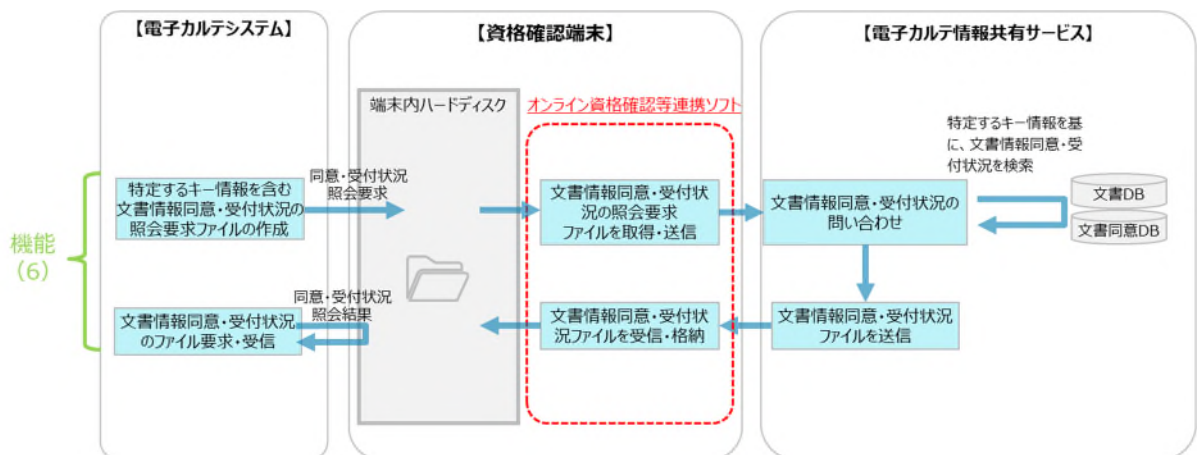 【電子カルテシステム】
【資格確認端末】
【電子カルテ情報共有サービス】
端末内ハードディスク
オンライン資格確認等連携ソフト
特定するキー情報を基
に、文書情報同意・受
付状況を検索
機能
（6）
特定するキー情報を含む
文書情報同意・受付状況の
照会要求ファイルの作成
同意・受付状況
照会要求
文書情報同意・受付状
況の照会要求
ファイルを取得・送信
文書情報同意・受付状況の
問い合わせ
文書DB
文書同意DB
文書情報同意・受付状況
のファイル要求・受信
同意・受付状況
照会結果
文書情報同意・受付状
況ファイルを受信・格納
文書情報同意・受付状況
ファイルを送信